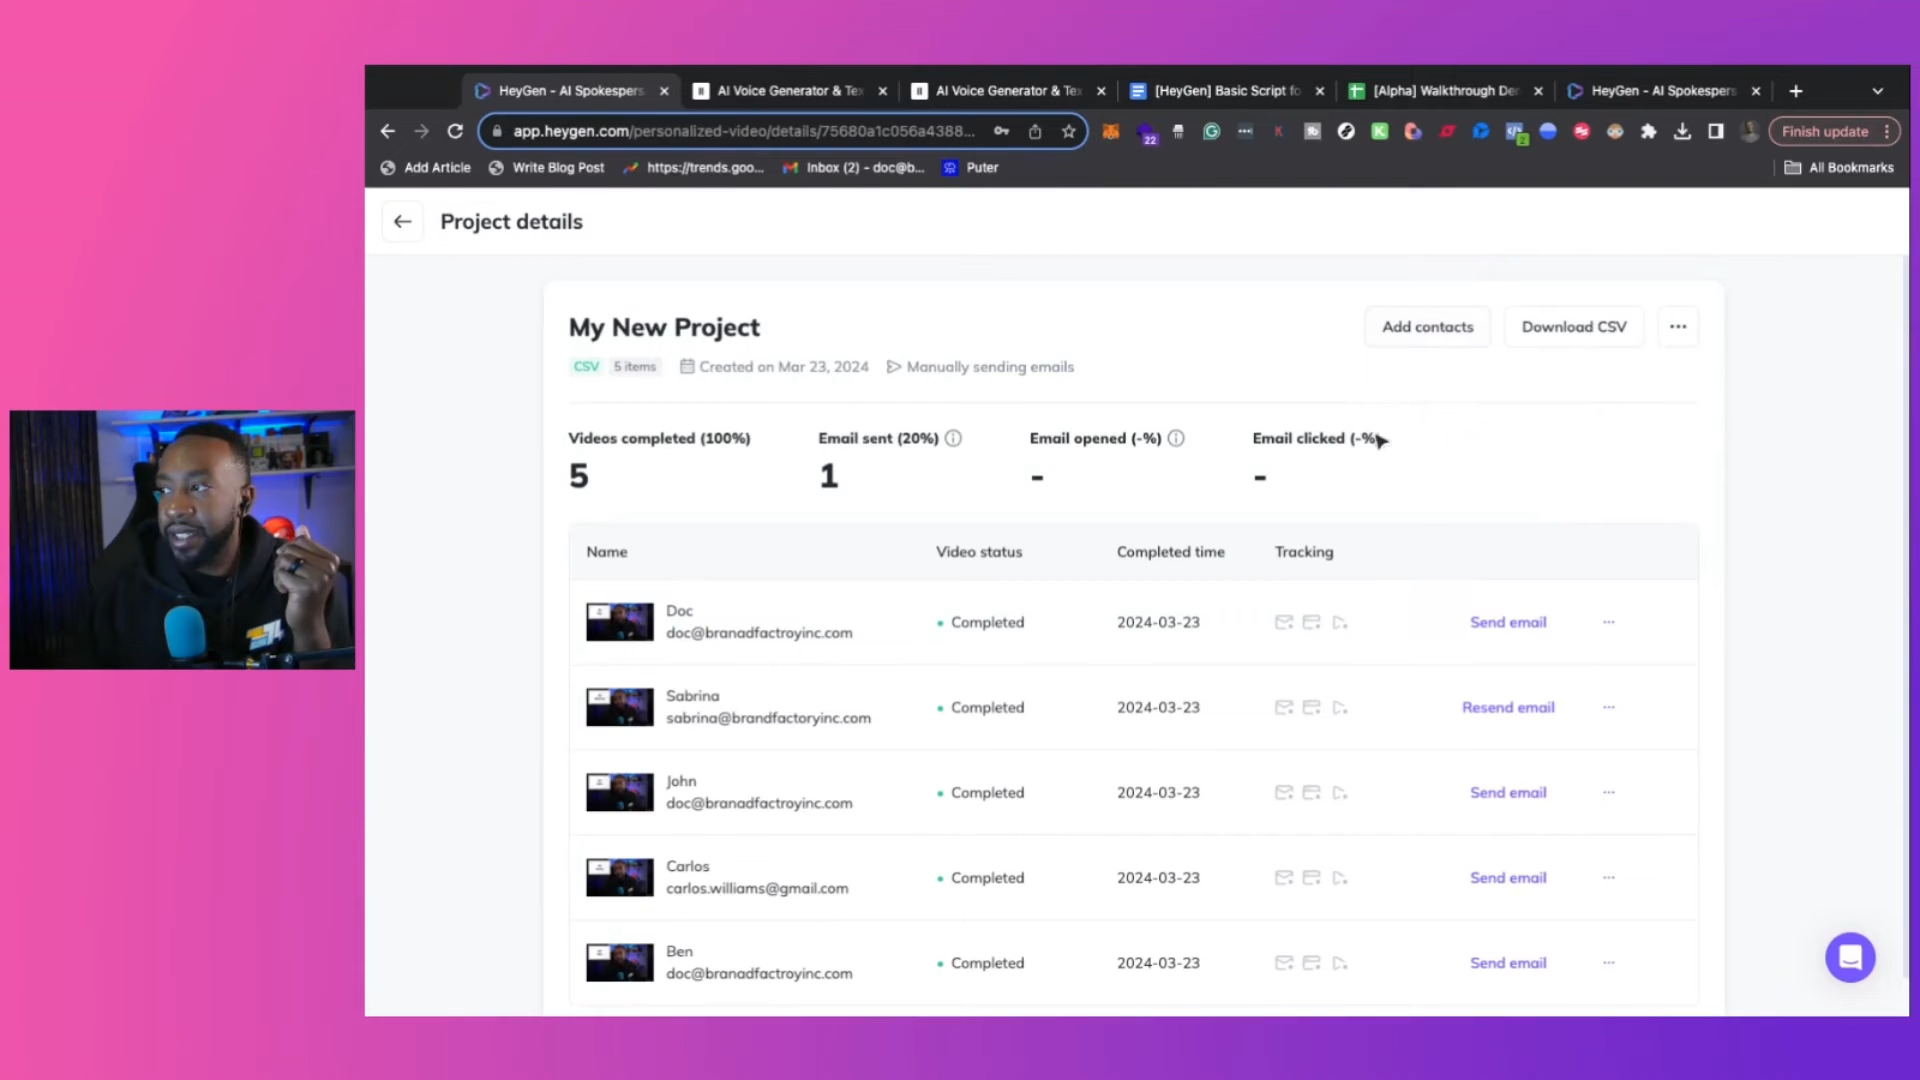 HeyGen - AI Spokespers
AI Voice Generator & Tex
AI Voice Generator & Tex
[HeyGen] Basic Script fo
[Alpha] Walkthrough Der
HeyGen - AI Spokespers
app.heygen.com/personalized-video/details/75680a1c056a4388...
22
2
Finish update
Add Article
Write Blog Post
https://trends.goo...
Inbox (2) - doc@b...
Puter
All Bookmarks
Project details
My New Project
Add contacts
Download CSV
CSV 5 items Created on Mar 23, 2024 Manually sending emails
Videos completed (100%)
Email sent (20%)
Email opened (-%)
Email clicked (-%)
5
1
-
-
Name
Video status
Completed time
Tracking
Doc
doc@branadfactroyinc.com
Completed
2024-03-23
Send email
Sabrina
sabrina@brandfactoryinc.com
Completed
2024-03-23
Resend email
John
doc@branadfactroyinc.com
Completed
2024-03-23
Send email
Carlos
carlos.williams@gmail.com
Completed
2024-03-23
Send email
Ben
doc@branadfactroyinc.com
Completed
2024-03-23
Send email